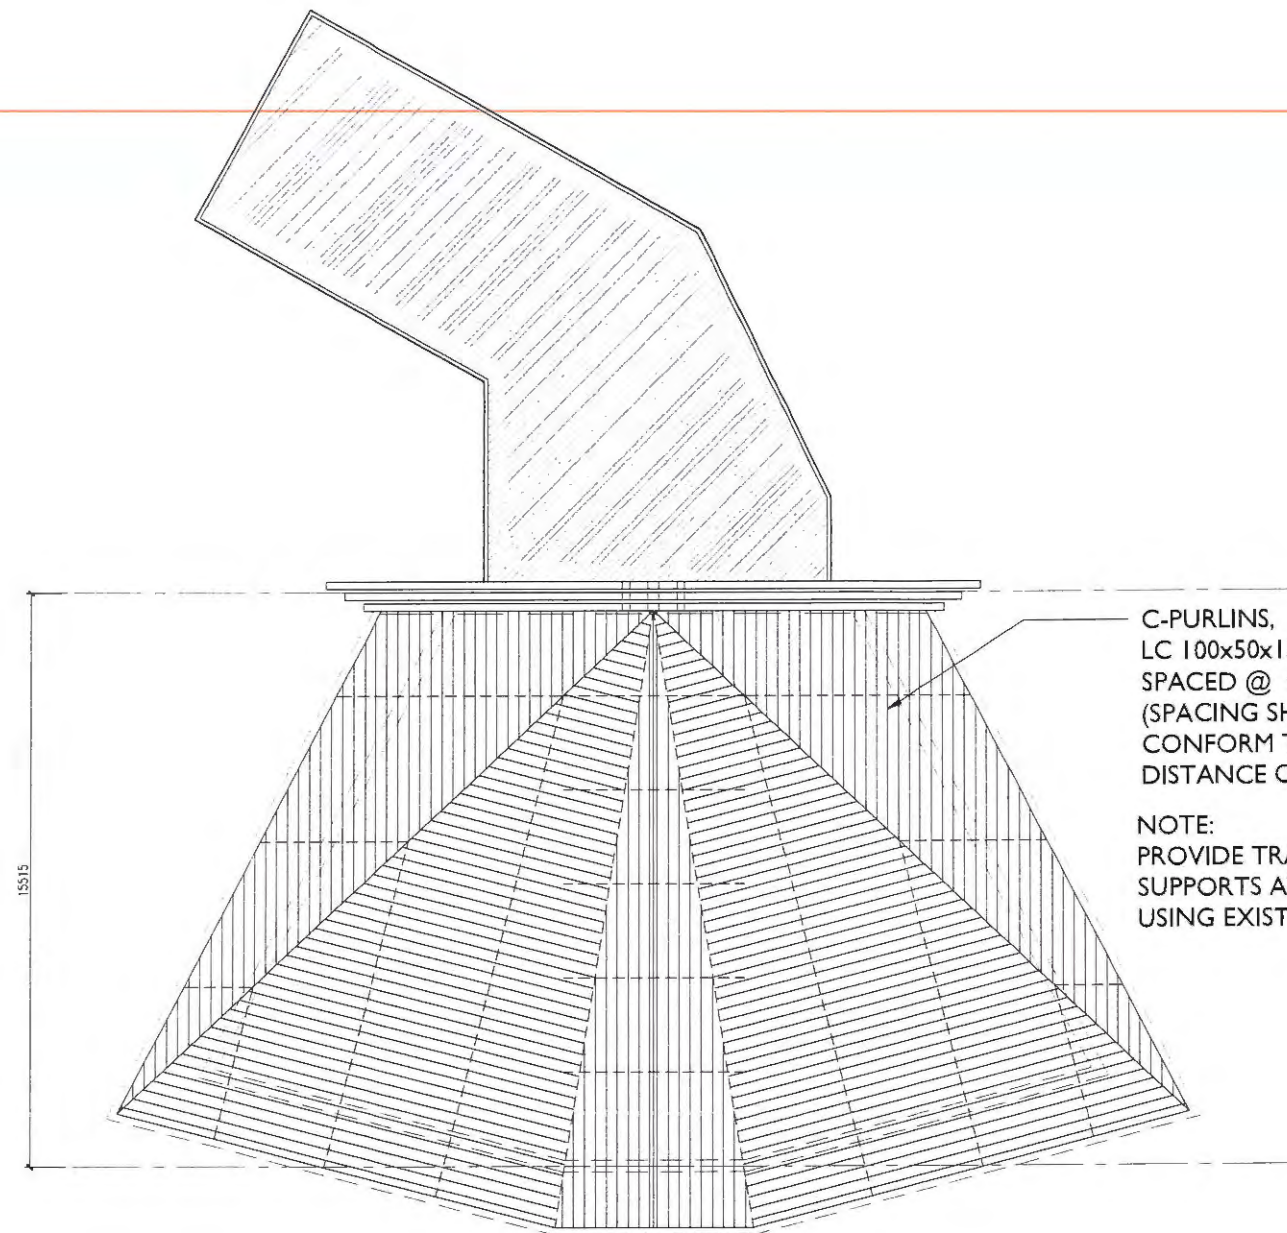 15515
C-PURLINS,
LC 100x50x1
SPACED @
(SPACING SH
CONFORM T
DISTANCE C
NOTE:
PROVIDE TRA
SUPPORTS A
USING EXIST